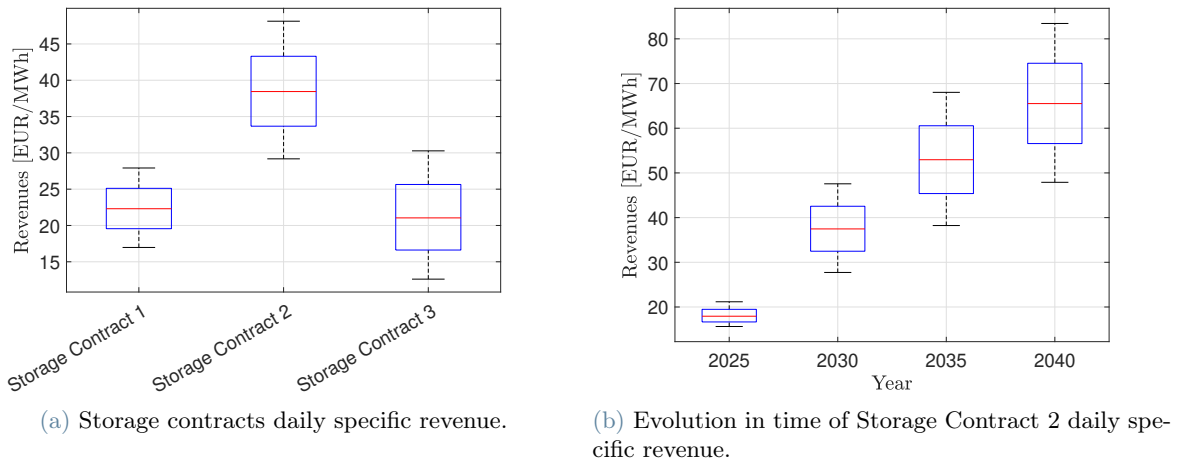 Revenues [EUR/MWh]
45
40
35
30
25
20
15
Storage Contract 1
Storage Contract 2
Storage Contract 3
(a) Storage contracts daily specific revenue.
Revenues [EUR/MWh]
80
70
60
50
40
30
20
2025
2030
2035
2040
Year
(b) Evolution in time of Storage Contract 2 daily spe-
cific revenue.